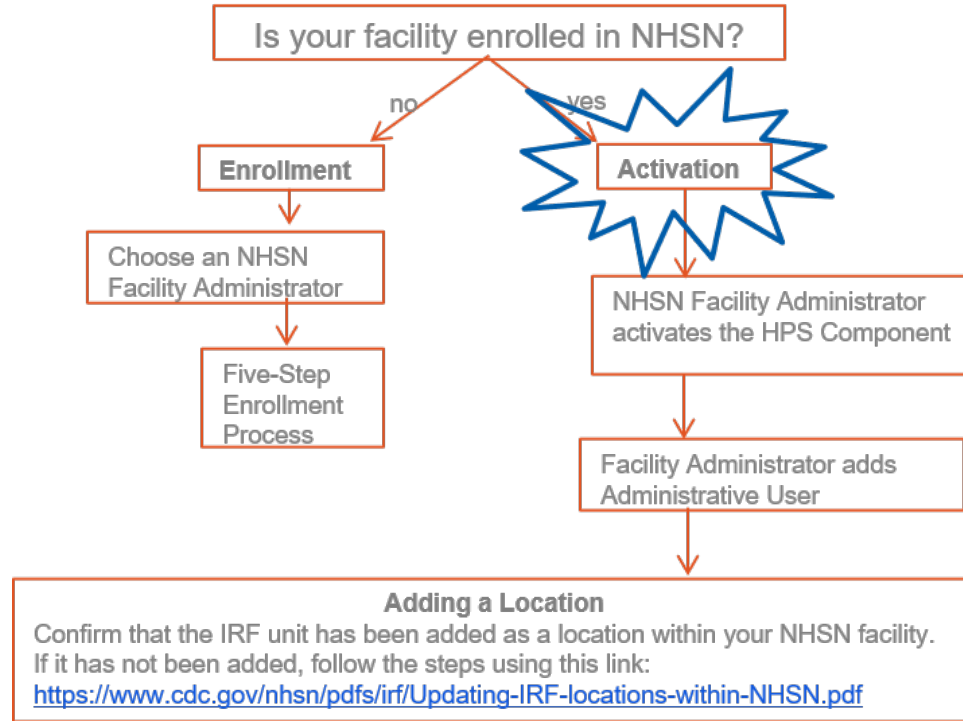 Is your facility enrolled in NHSN?
no
yes
Enrollment
Activation
Choose an NHSN
Facility Administrator
NHSN Facility Administrator
activates the HPS Component
Five-Step
Enrollment
Process
Facility Administrator adds
Administrative User
Adding a Location
Confirm that the IRF unit has been added as a location within your NHSN facility.
If it has not been added, follow the steps using this link:
https://www.cdc.gov/nhsn/pdfs/irf/Updating-IRF-locations-within-NHSN.pdf